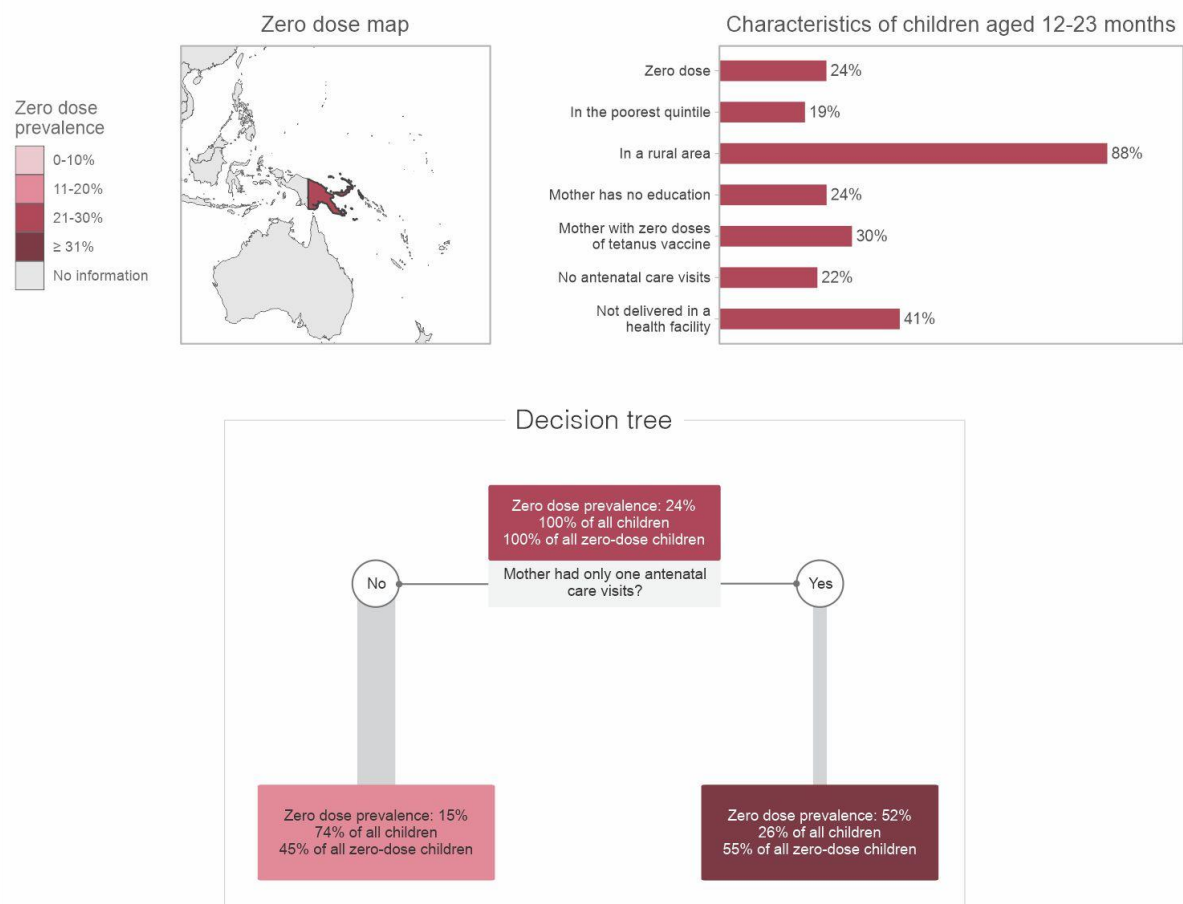 Zero dose map
Zero dose
prevalence
0-10%
11-20%
21-30%
≥ 31%
No information
Characteristics of children aged 12-23 months
Zero dose
24%
In the poorest quintile
19%
In a rural area
88%
Mother has no education
24%
Mother with zero doses
of tetanus vaccine
30%
No antenatal care visits
22%
Not delivered in a
health facility
41%
Decision tree
Zero dose prevalence: 24%
100% of all children
100% of all zero-dose children
Mother had only one antenatal
care visits?
No
Yes
Zero dose prevalence: 15%
74% of all children
45% of all zero-dose children
Zero dose prevalence: 52%
26% of all children
55% of all zero-dose children